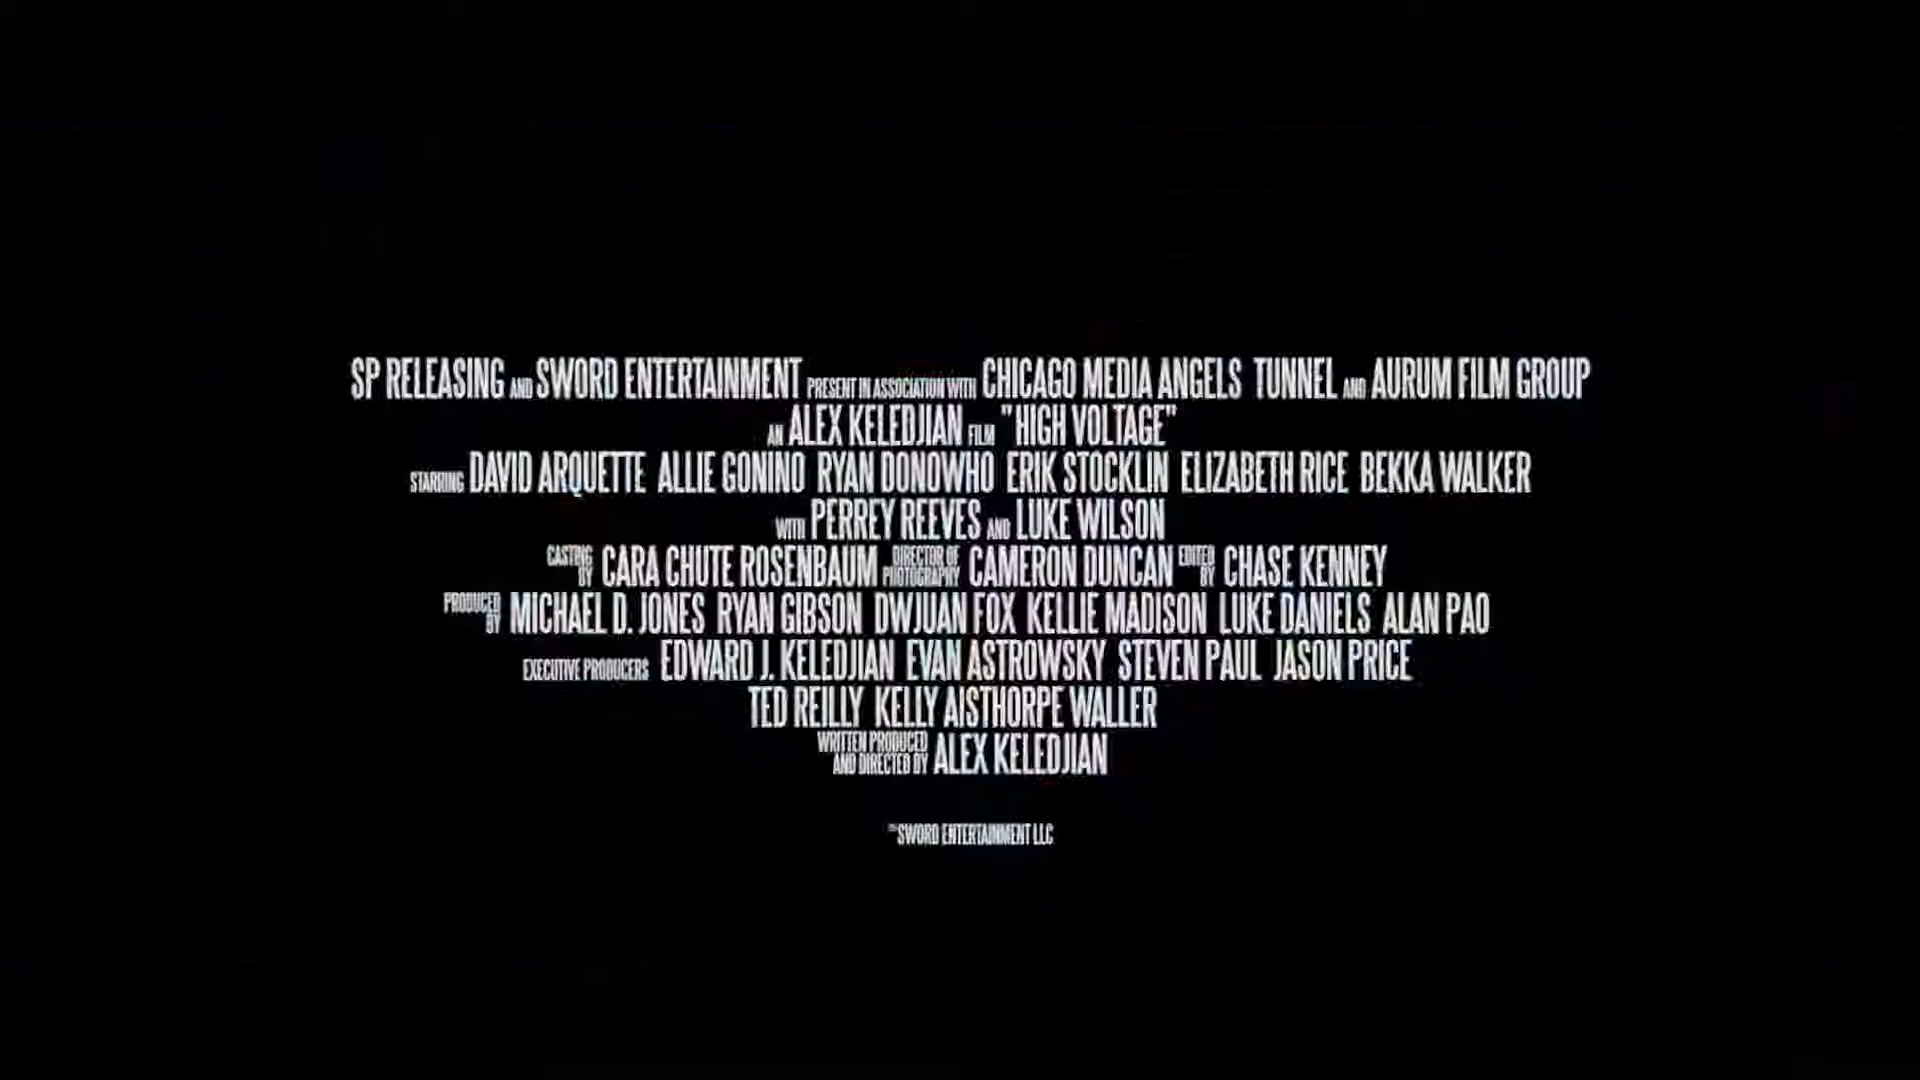 SP RELEASING AND SWORD ENTERTAINMENT PRESENT IN ASSOCIATION WITH CHICAGO MEDIA ANGELS TUNNEL AND AURUM FILM GROUP
AN ALEX KELEDJIAN FILM "HIGH VOLTAGE"
STARRING DAVID ARQUETTE ALLIE GONINO RYAN DONOWHO ERIK STOCKLIN ELIZABETH RICE BEKKA WALKER
WITH PERREY REEVES AND LUKE WILSON
CASTING BY CARA CHUTE ROSENBAUM DIRECTOR OF PHOTOGRAPHY CAMERON DUNCAN EDITED BY CHASE KENNEY
PRODUCED BY MICHAEL D. JONES RYAN GIBSON DWJUAN FOX KELLIE MADISON LUKE DANIELS ALAN PAO
EXECUTIVE PRODUCERS EDWARD J. KELEDJIAN EVAN ASTROWSKY STEVEN PAUL JASON PRICE
TED REILLY KELLY AISTHORPE WALLER
WRITTEN PRODUCED AND DIRECTED BY ALEX KELEDJIAN
SWORD ENTERTAINMENT LLC